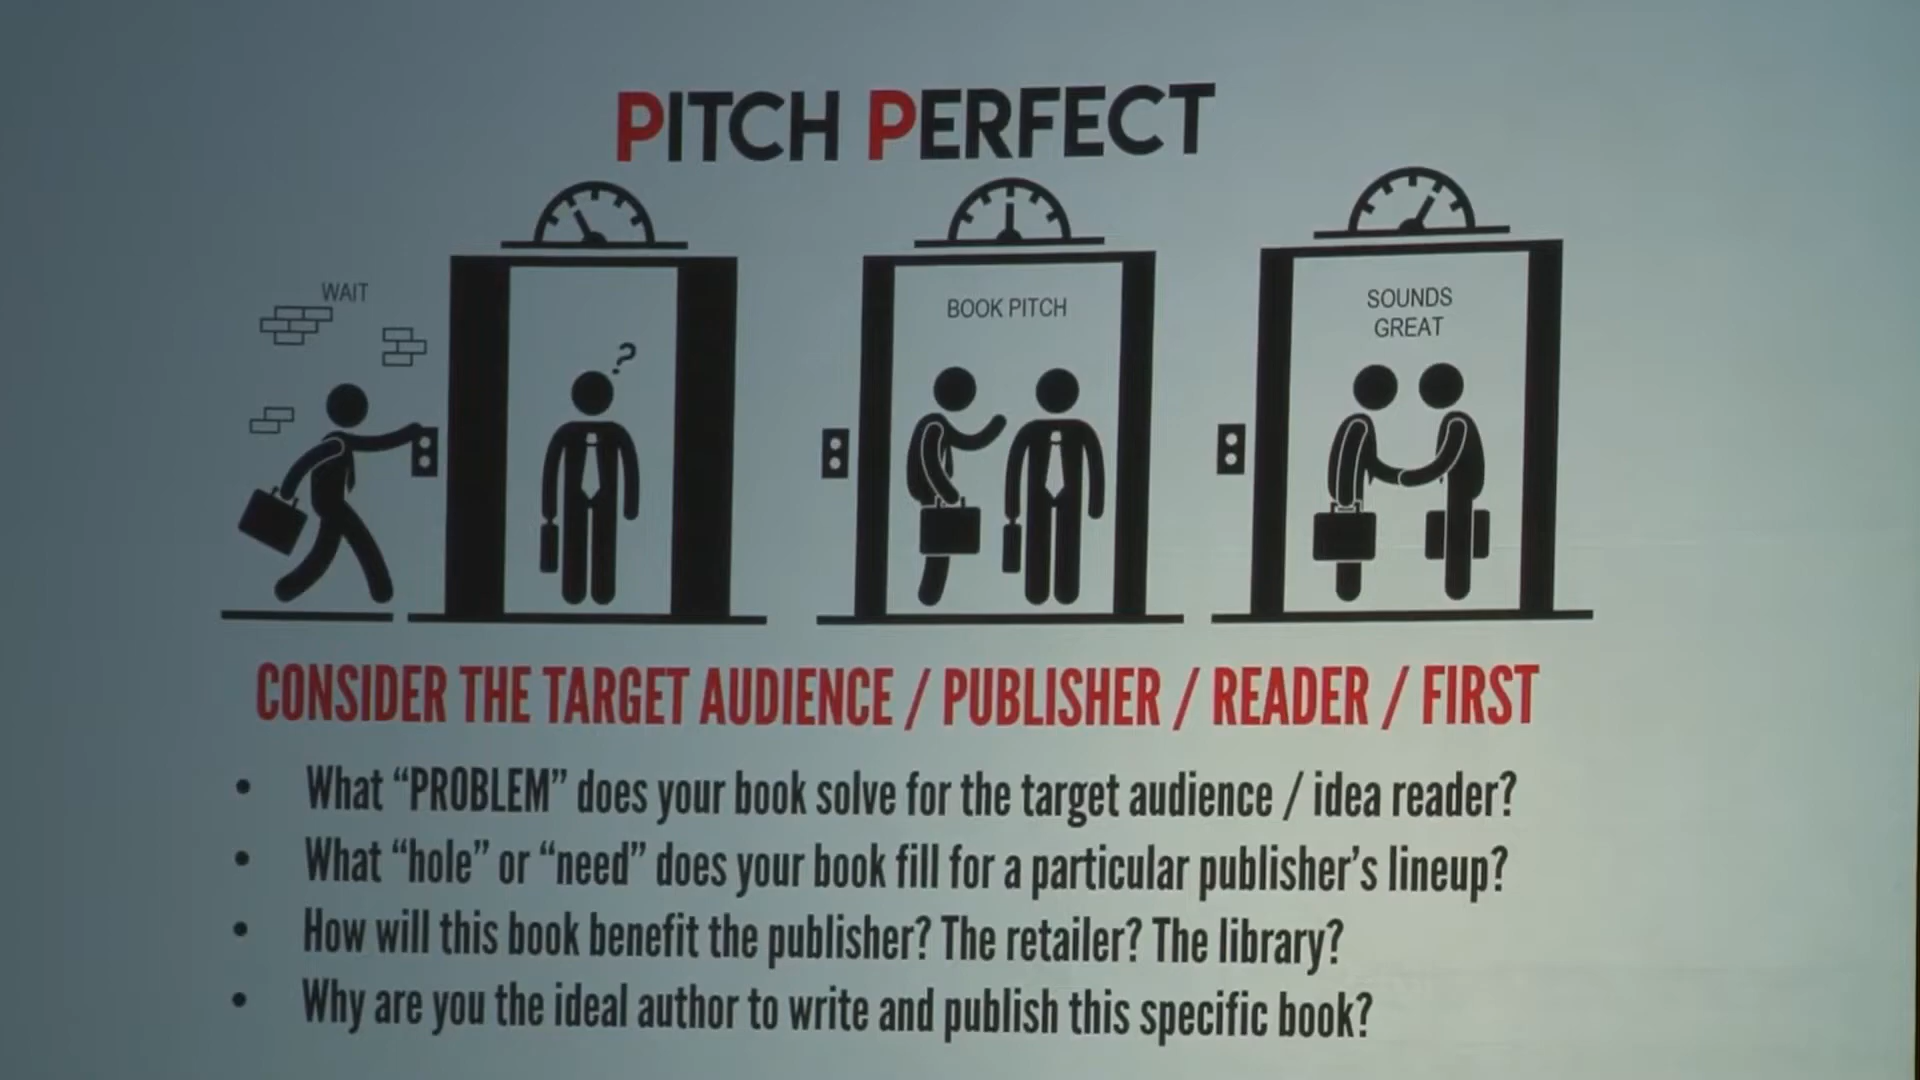 PITCH PERFECT
WAIT
?
BOOK PITCH
SOUNDS
GREAT
CONSIDER THE TARGET AUDIENCE / PUBLISHER / READER / FIRST
• What “PROBLEM” does your book solve for the target audience / idea reader?
• What “hole” or “need” does your book fill for a particular publisher’s lineup?
• How will this book benefit the publisher? The retailer? The library?
• Why are you the ideal author to write and publish this specific book?